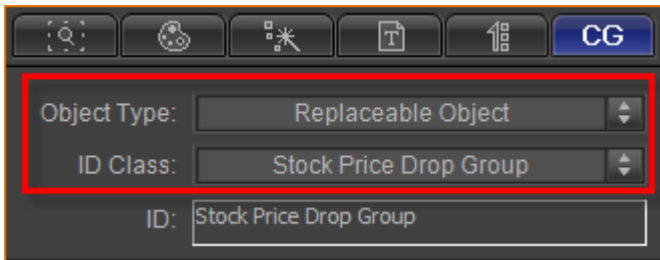 CG
Object Type: Replaceable Object
ID Class: Stock Price Drop Group
ID: Stock Price Drop Group